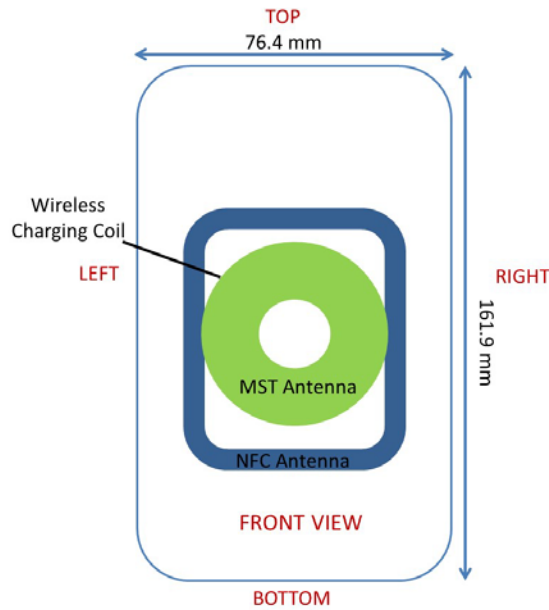 TOP
76.4 mm
Wireless
Charging Coil
LEFT
RIGHT
161.9 mm
MST Antenna
NFC Antenna
FRONT VIEW
BOTTOM